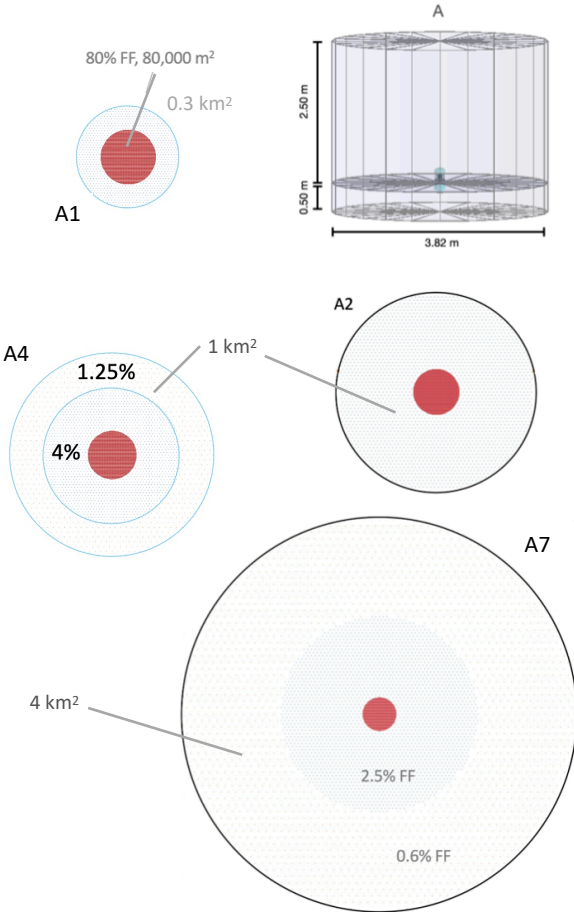 A
80% FF, 80,000 m²
0.3 km²
A1
2.50 m
0.50 m
3.82 m
A2
A4
1 km²
1.25%
4%
A7
4 km²
2.5% FF
0.6% FF